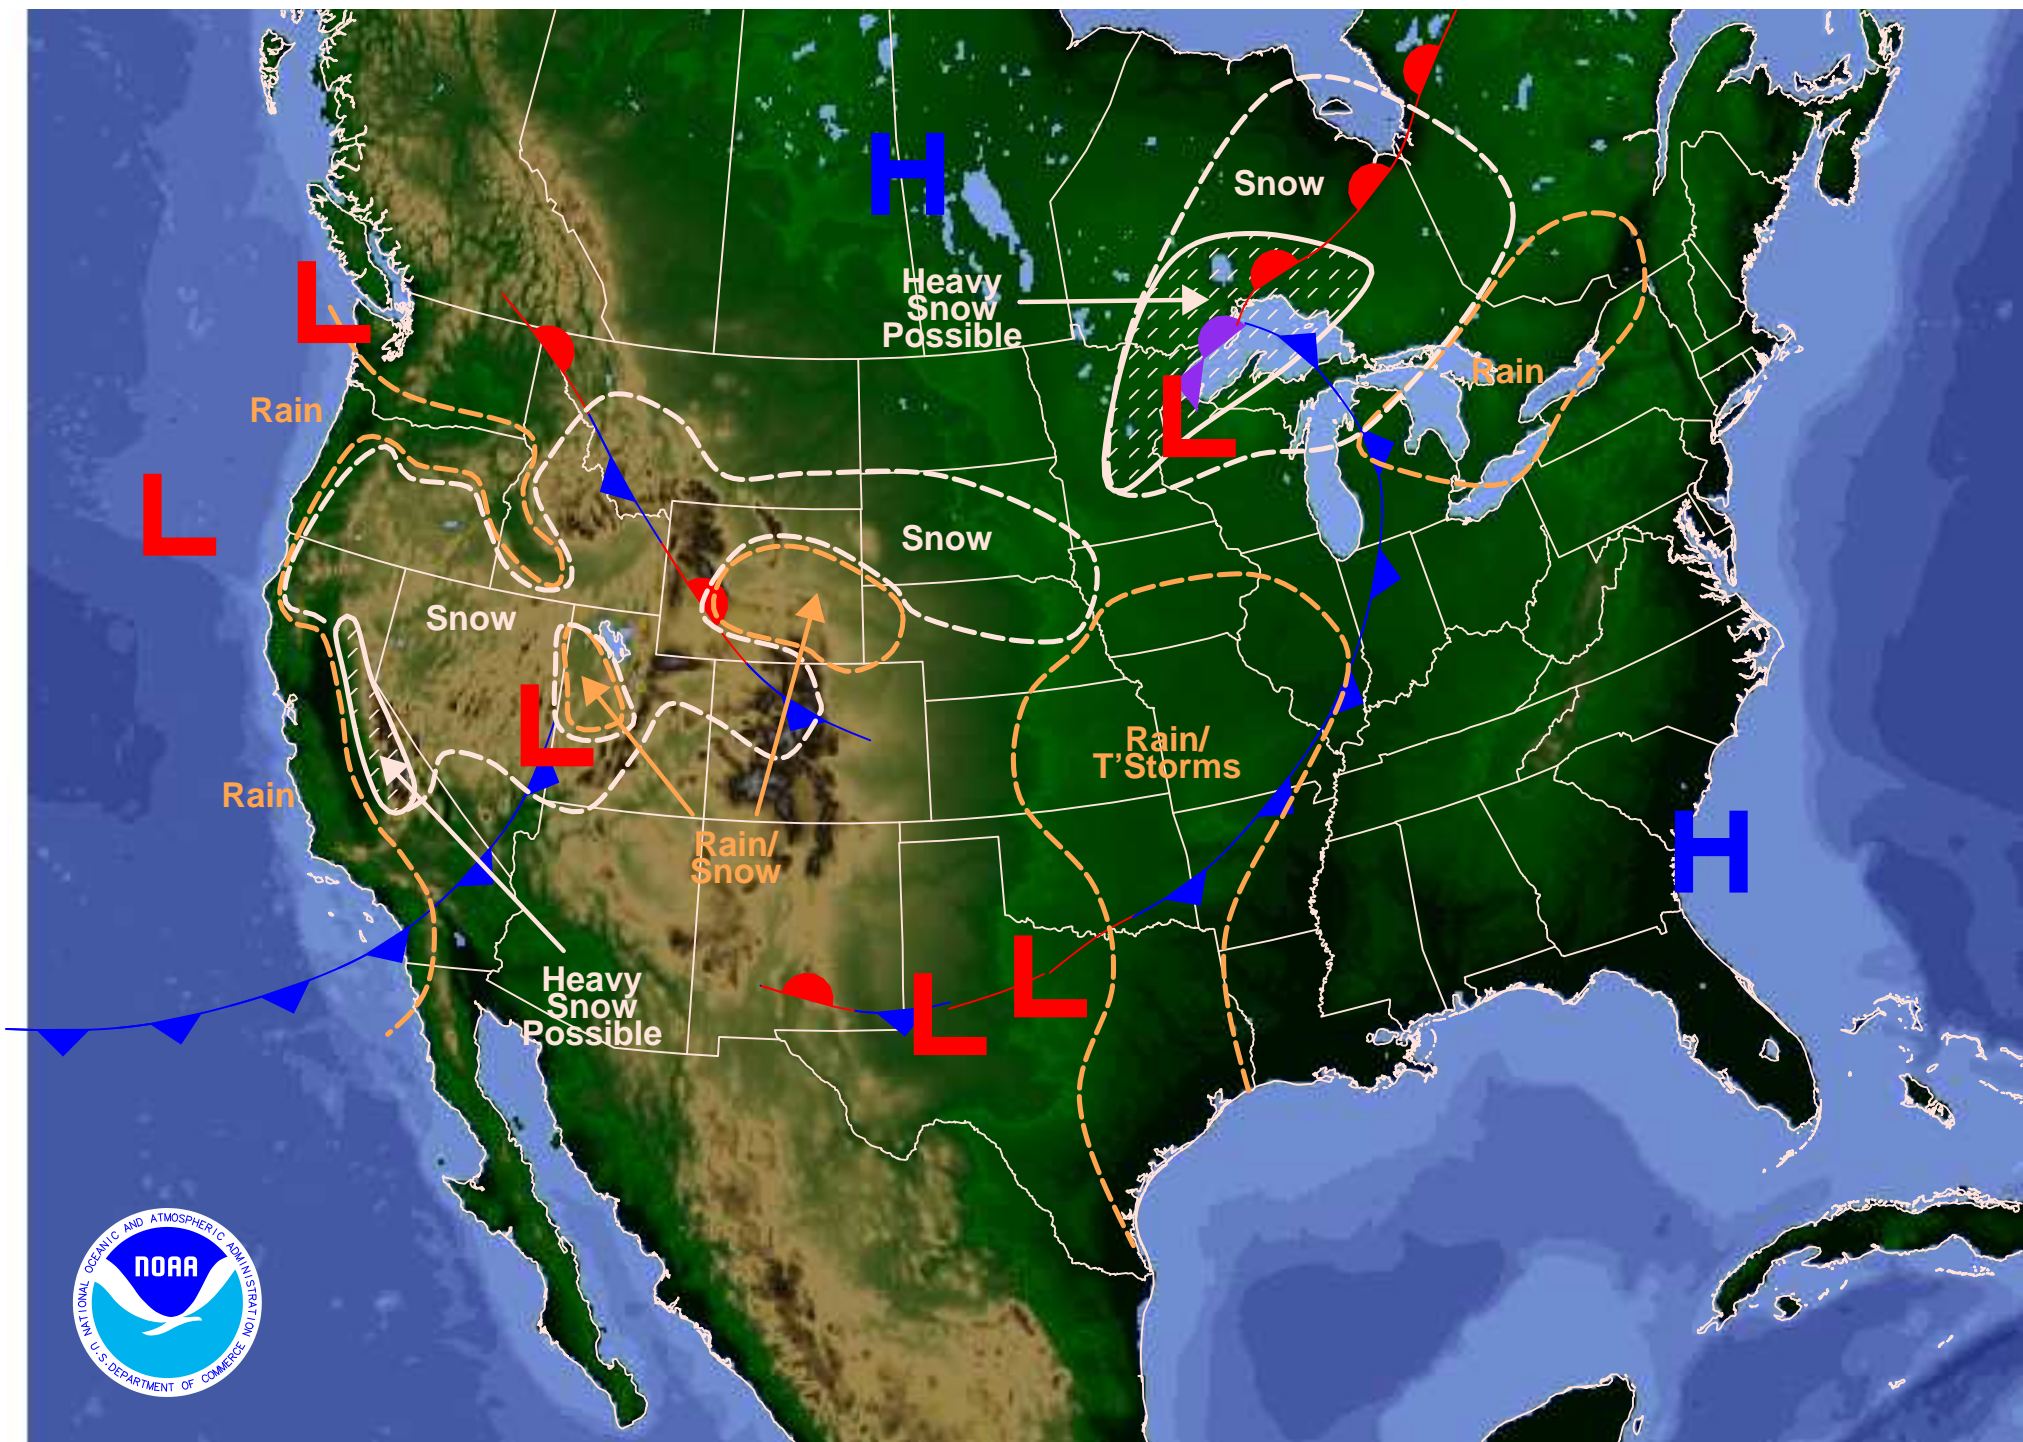 H
Snow
Heavy
Snow
Possible
L
Rain
L
Rain
L
Snow
L
Snow
Rain
L
Rain/
T'Storms
Rain/
Snow
H
Heavy
Snow
Possible
L
L
NATIONAL OCEANIC AND ATMOSPHERIC ADMINISTRATION
NOAA
U.S. DEPARTMENT OF COMMERCE